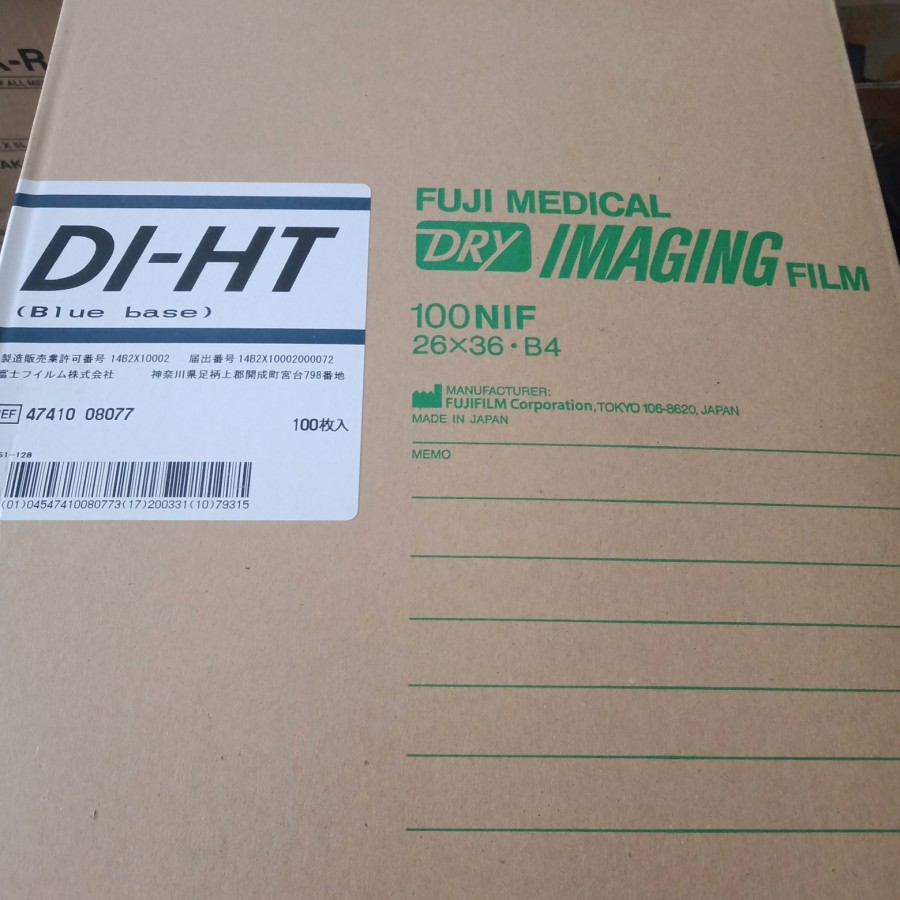 DI-HT
(Blue base)
製造販売業許可番号 14B2X10002 届出番号 14B2X10002000072
富士フイルム株式会社 神奈川県足柄上郡開成町宮台798番地
REF 47410 08077
100枚入
(01)04547410080773(17)200331(10)79315
FUJI MEDICAL
DRY IMAGING FILM
100NIF
26×36・B4
MANUFACTURER:
FUJIFILM Corporation, TOKYO 106-8620, JAPAN
MADE IN JAPAN
MEMO